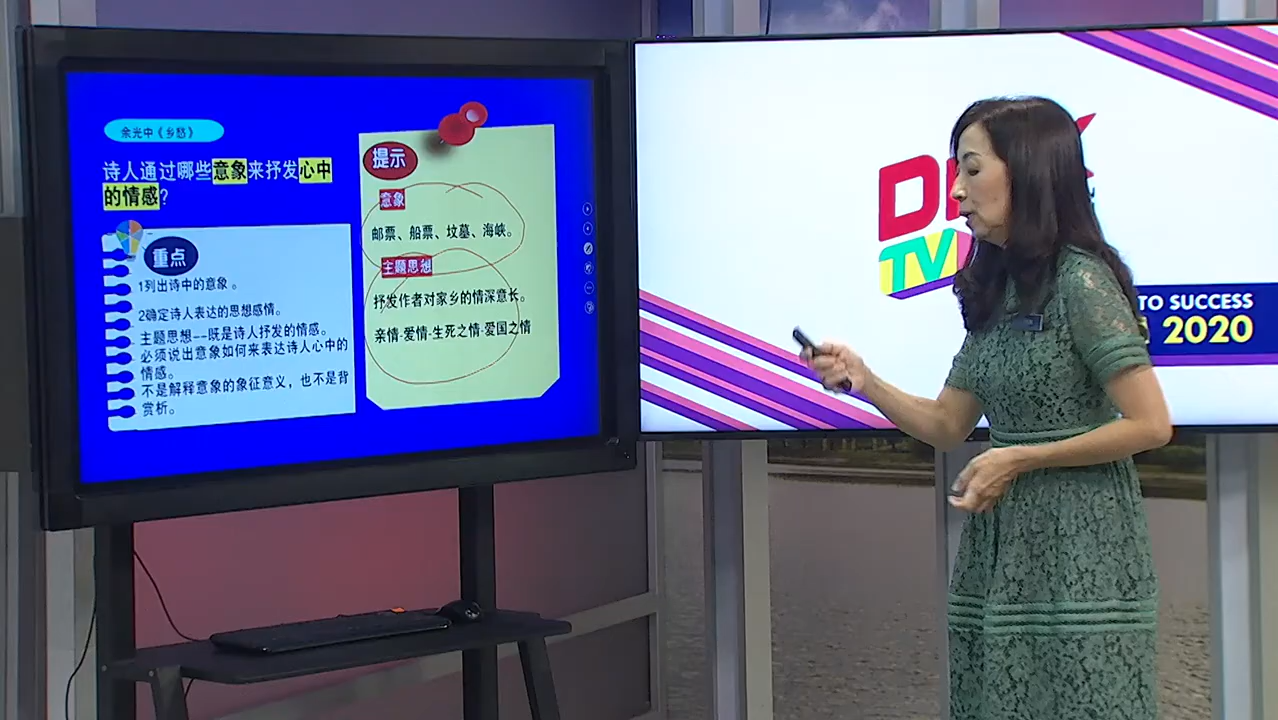 余光中《乡愁》
诗人通过哪些意象来抒发心中
的情感?
重点
1列出诗中的意象 。
2确定诗人表达的思想感情。
主题思想--既是诗人抒发的情感。
必须说出意象如何来表达诗人心中的
情感。
不是解释意象的象征意义，也不是背
赏析。
提示
意象
邮票、船票、坟墓、海峡。
主题思想
抒发作者对家乡的情深意长。
亲情·爱情·生死之情·爱国之情
TV
TO SUCCESS
2020